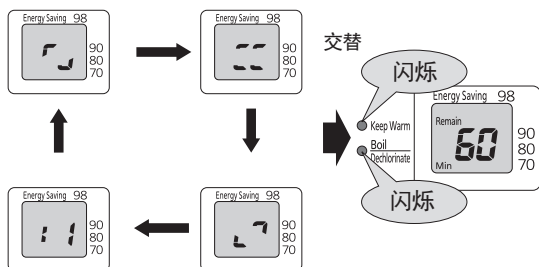 Energy Saving 98
90
80
70
Energy Saving 98
90
80
70
交替
闪烁
Energy Saving 98
Keep Warm
Boil
Dechlorinate
Remain
60
Min
90
80
70
闪烁
Energy Saving 98
90
80
70
Energy Saving 98
90
80
70